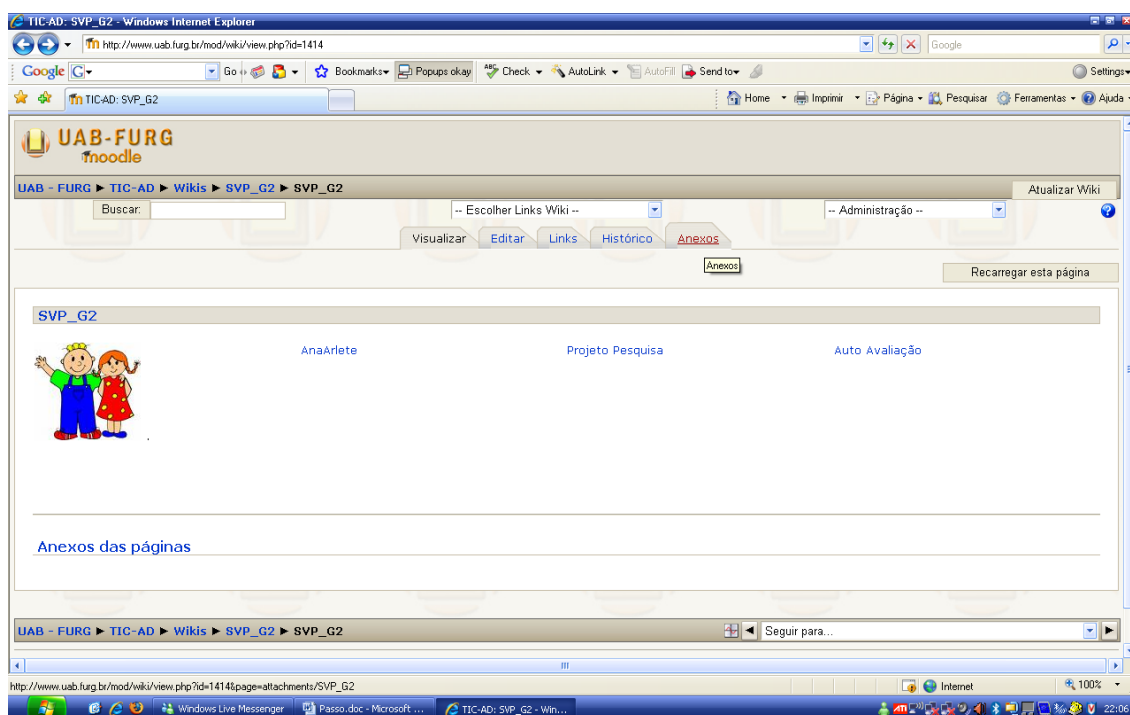 TIC-AD: SVP_G2 - Windows Internet Explorer
http://www.uab.furg.br/mod/wiki/view.php?id=1414
Google
Google G Go Bookmarks Popups okay ABC Check AutoLink AutoFill Send to Settings
TIC-AD: SVP_G2
Home Imprimir Página Pesquisar Ferramentas Ajuda
UAB-FURG
moodle
UAB - FURG ► TIC-AD ► Wikis ► SVP_G2 ► SVP_G2
Atualizar Wiki
Buscar: -- Escolher Links Wiki -- -- Administração -- ?
Visualizar Editar Links Histórico Anexos
Anexos
Recarregar esta página
SVP_G2
AnaArlete Projeto Pesquisa Auto Avaliação
.
Anexos das páginas
UAB - FURG ► TIC-AD ► Wikis ► SVP_G2 ► SVP_G2
Seguir para...
http://www.uab.furg.br/mod/wiki/view.php?id=1414&page=attachments/SVP_G2
Internet 100%
Windows Live Messenger Passo.doc - Microsoft ... TIC-AD: SVP_G2 - Win... 22:06